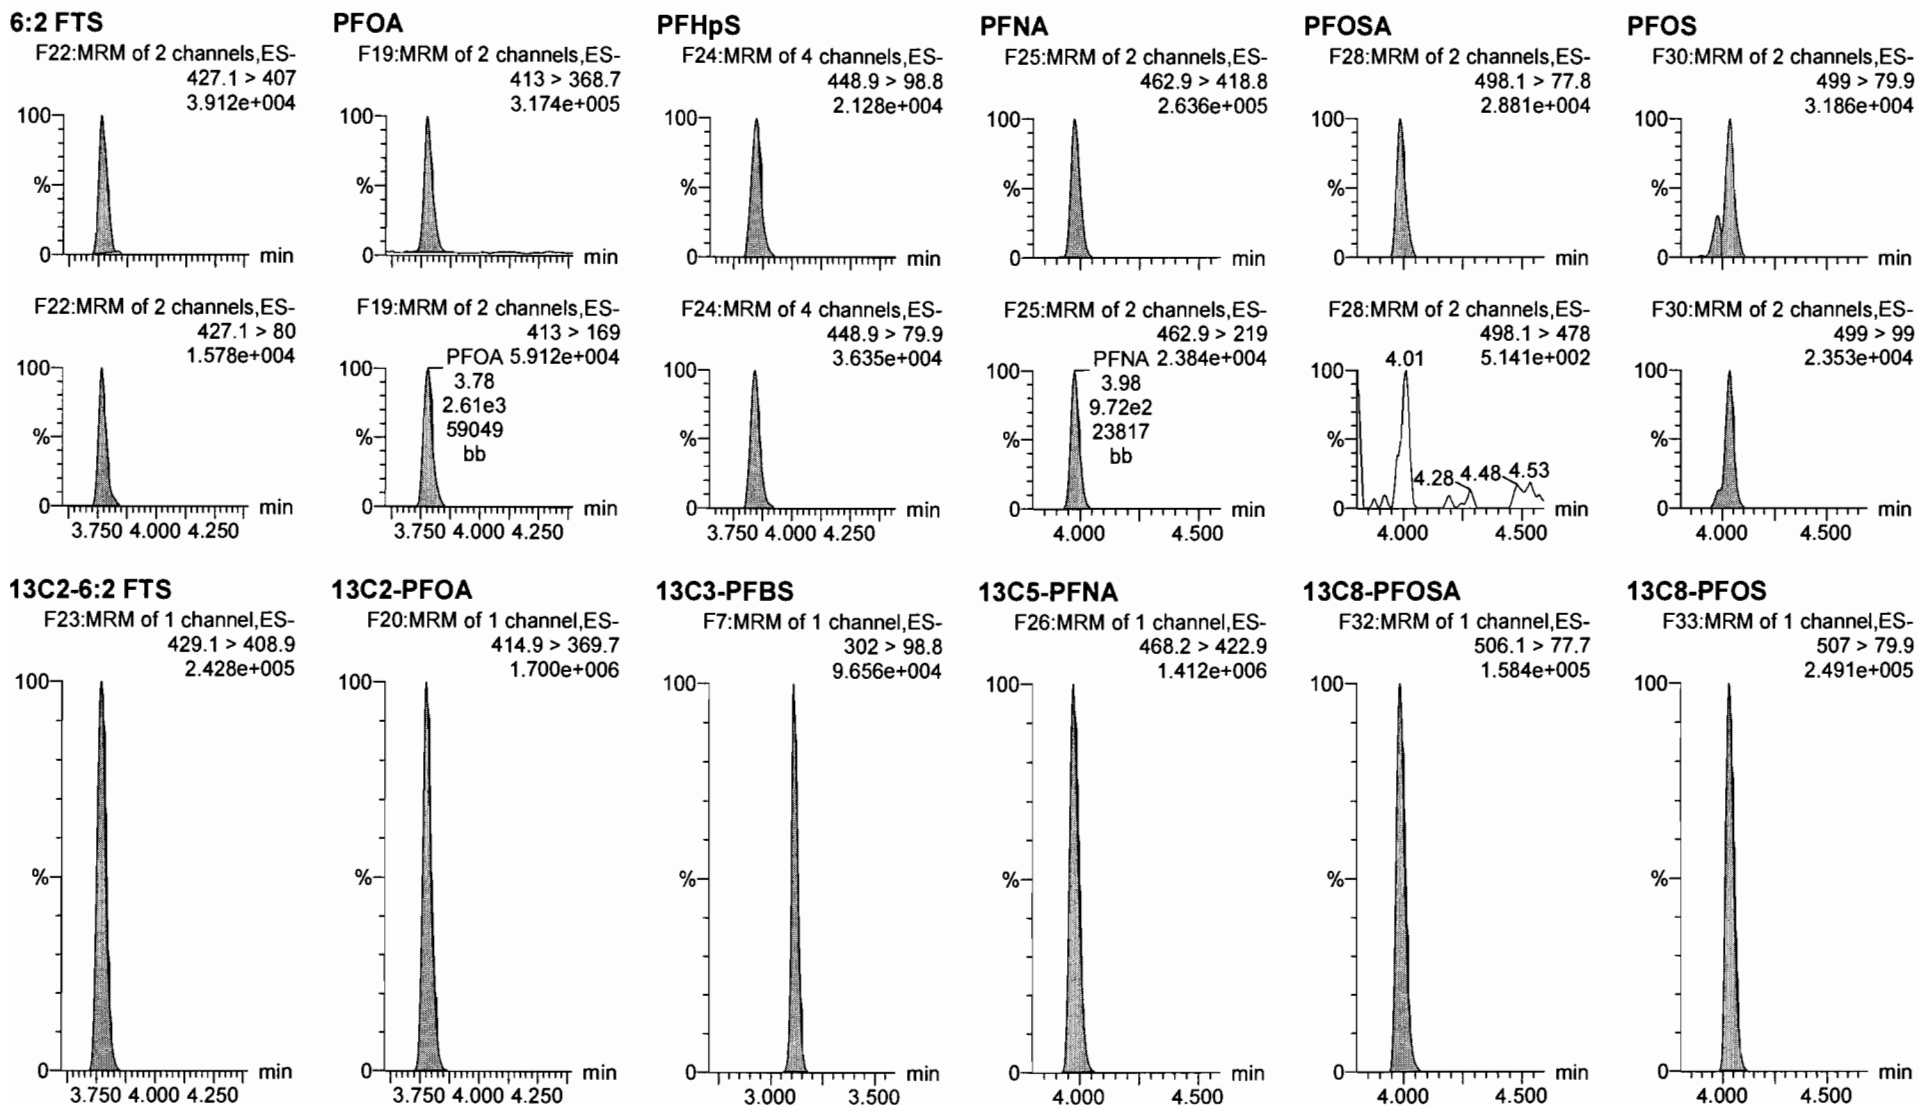 6:2 FTS
F22:MRM of 2 channels,ES-
427.1 > 407
3.912e+004
100
%
0
min
PFOA
F19:MRM of 2 channels,ES-
413 > 368.7
3.174e+005
100
%
0
min
PFHpS
F24:MRM of 4 channels,ES-
448.9 > 98.8
2.128e+004
100
%
0
min
PFNA
F25:MRM of 2 channels,ES-
462.9 > 418.8
2.636e+005
100
%
0
min
PFOSA
F28:MRM of 2 channels,ES-
498.1 > 77.8
2.881e+004
100
%
0
min
PFOS
F30:MRM of 2 channels,ES-
499 > 79.9
3.186e+004
100
%
0
min
F22:MRM of 2 channels,ES-
427.1 > 80
1.578e+004
100
%
0
min
3.750 4.000 4.250
F19:MRM of 2 channels,ES-
413 > 169
PFOA 5.912e+004
3.78
2.61e3
59049
bb
100
%
0
min
3.750 4.000 4.250
F24:MRM of 4 channels,ES-
448.9 > 79.9
3.635e+004
100
%
0
min
3.750 4.000 4.250
F25:MRM of 2 channels,ES-
462.9 > 219
PFNA 2.384e+004
3.98
9.72e2
23817
bb
100
%
0
min
4.000 4.500
F28:MRM of 2 channels,ES-
498.1 > 478
5.141e+002
4.01
100
%
4.28 4.48 4.53
0
min
4.000 4.500
F30:MRM of 2 channels,ES-
499 > 99
2.353e+004
100
%
0
min
4.000 4.500
13C2-6:2 FTS
F23:MRM of 1 channel,ES-
429.1 > 408.9
2.428e+005
100
%
0
min
3.750 4.000 4.250
13C2-PFOA
F20:MRM of 1 channel,ES-
414.9 > 369.7
1.700e+006
100
%
0
min
3.750 4.000 4.250
13C3-PFBS
F7:MRM of 1 channel,ES-
302 > 98.8
9.656e+004
100
%
0
min
3.000 3.500
13C5-PFNA
F26:MRM of 1 channel,ES-
468.2 > 422.9
1.412e+006
100
%
0
min
4.000 4.500
13C8-PFOSA
F32:MRM of 1 channel,ES-
506.1 > 77.7
1.584e+005
100
%
0
min
4.000 4.500
13C8-PFOS
F33:MRM of 1 channel,ES-
507 > 79.9
2.491e+005
100
%
0
min
4.000 4.500